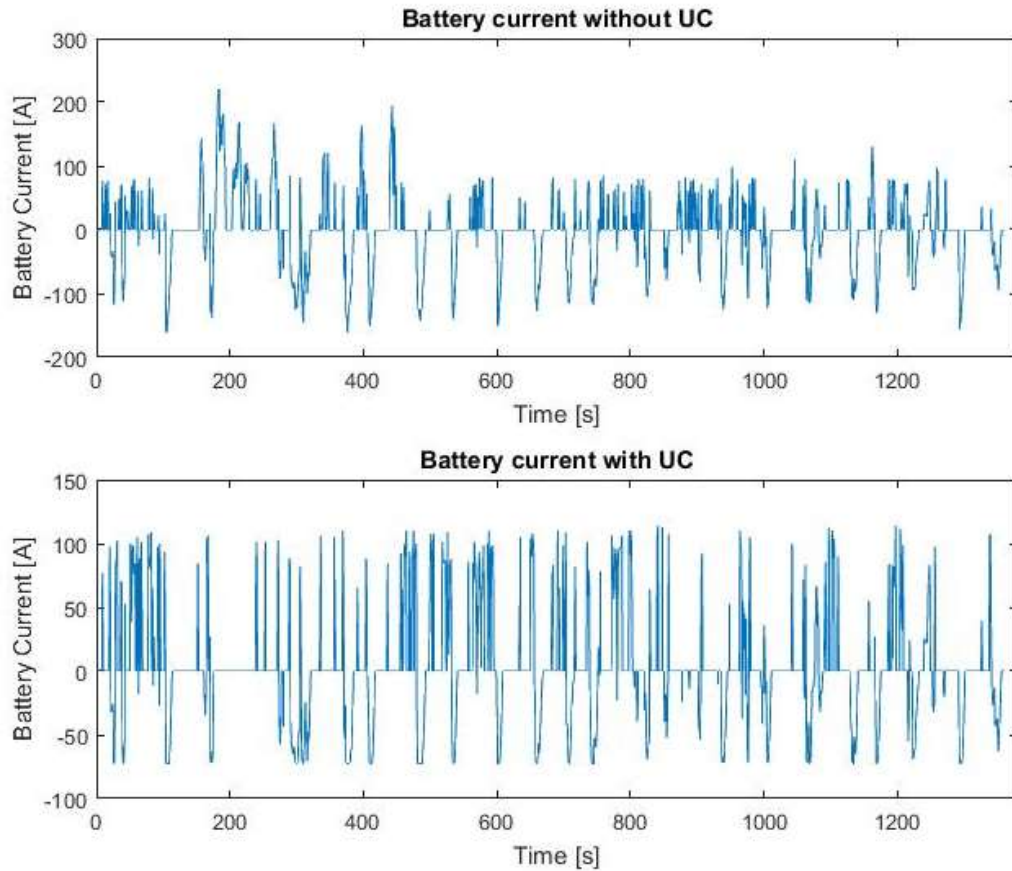 Battery current without UC
300
200
100
0
-100
-200
Battery Current [A]
0 200 400 600 800 1000 1200
Time [s]
Battery current with UC
150
100
50
0
-50
-100
Battery Current [A]
0 200 400 600 800 1000 1200
Time [s]